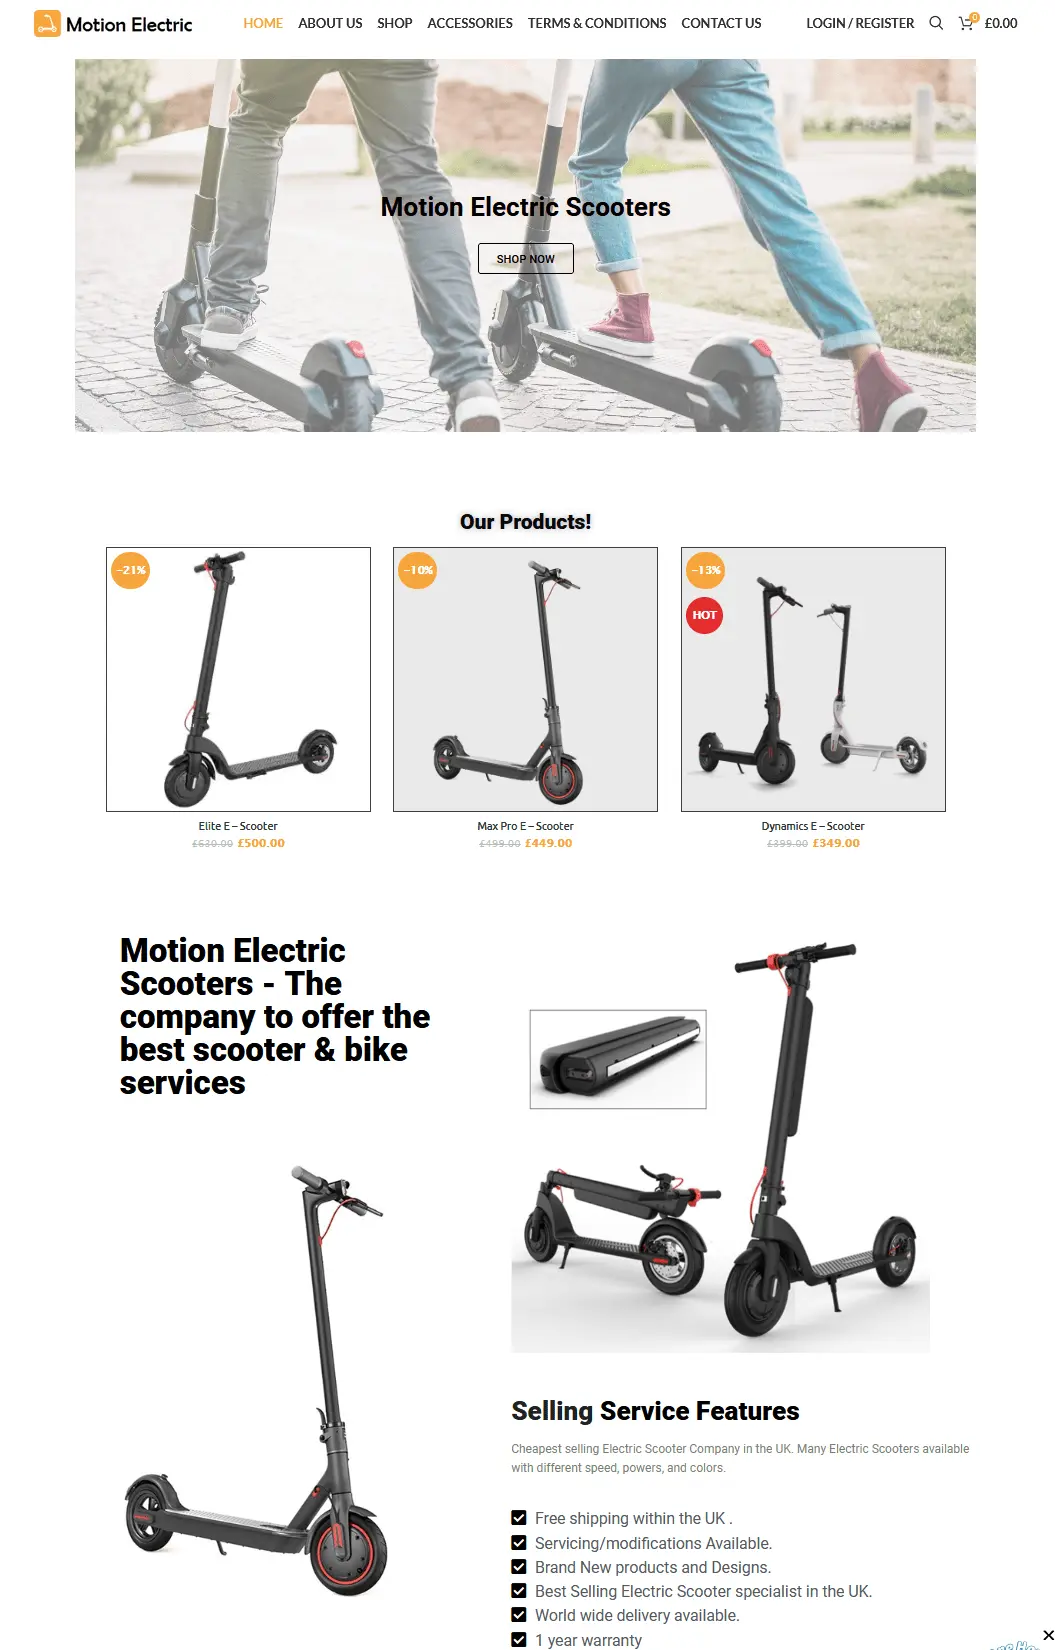 Motion Electric
HOME ABOUT US SHOP ACCESSORIES TERMS & CONDITIONS CONTACT US LOGIN / REGISTER 0 £0.00
Motion Electric Scooters
SHOP NOW
Our Products!
-21%
-10%
-13%
HOT
Elite E – Scooter
£630.00 £500.00
Max Pro E – Scooter
£499.00 £449.00
Dynamics E – Scooter
£399.00 £349.00
Motion Electric
Scooters - The
company to offer the
best scooter & bike
services
Selling Service Features
Cheapest selling Electric Scooter Company in the UK. Many Electric Scooters available
with different speed, powers, and colors.
Free shipping within the UK .
Servicing/modifications Available.
Brand New products and Designs.
Best Selling Electric Scooter specialist in the UK.
World wide delivery available.
1 year warranty